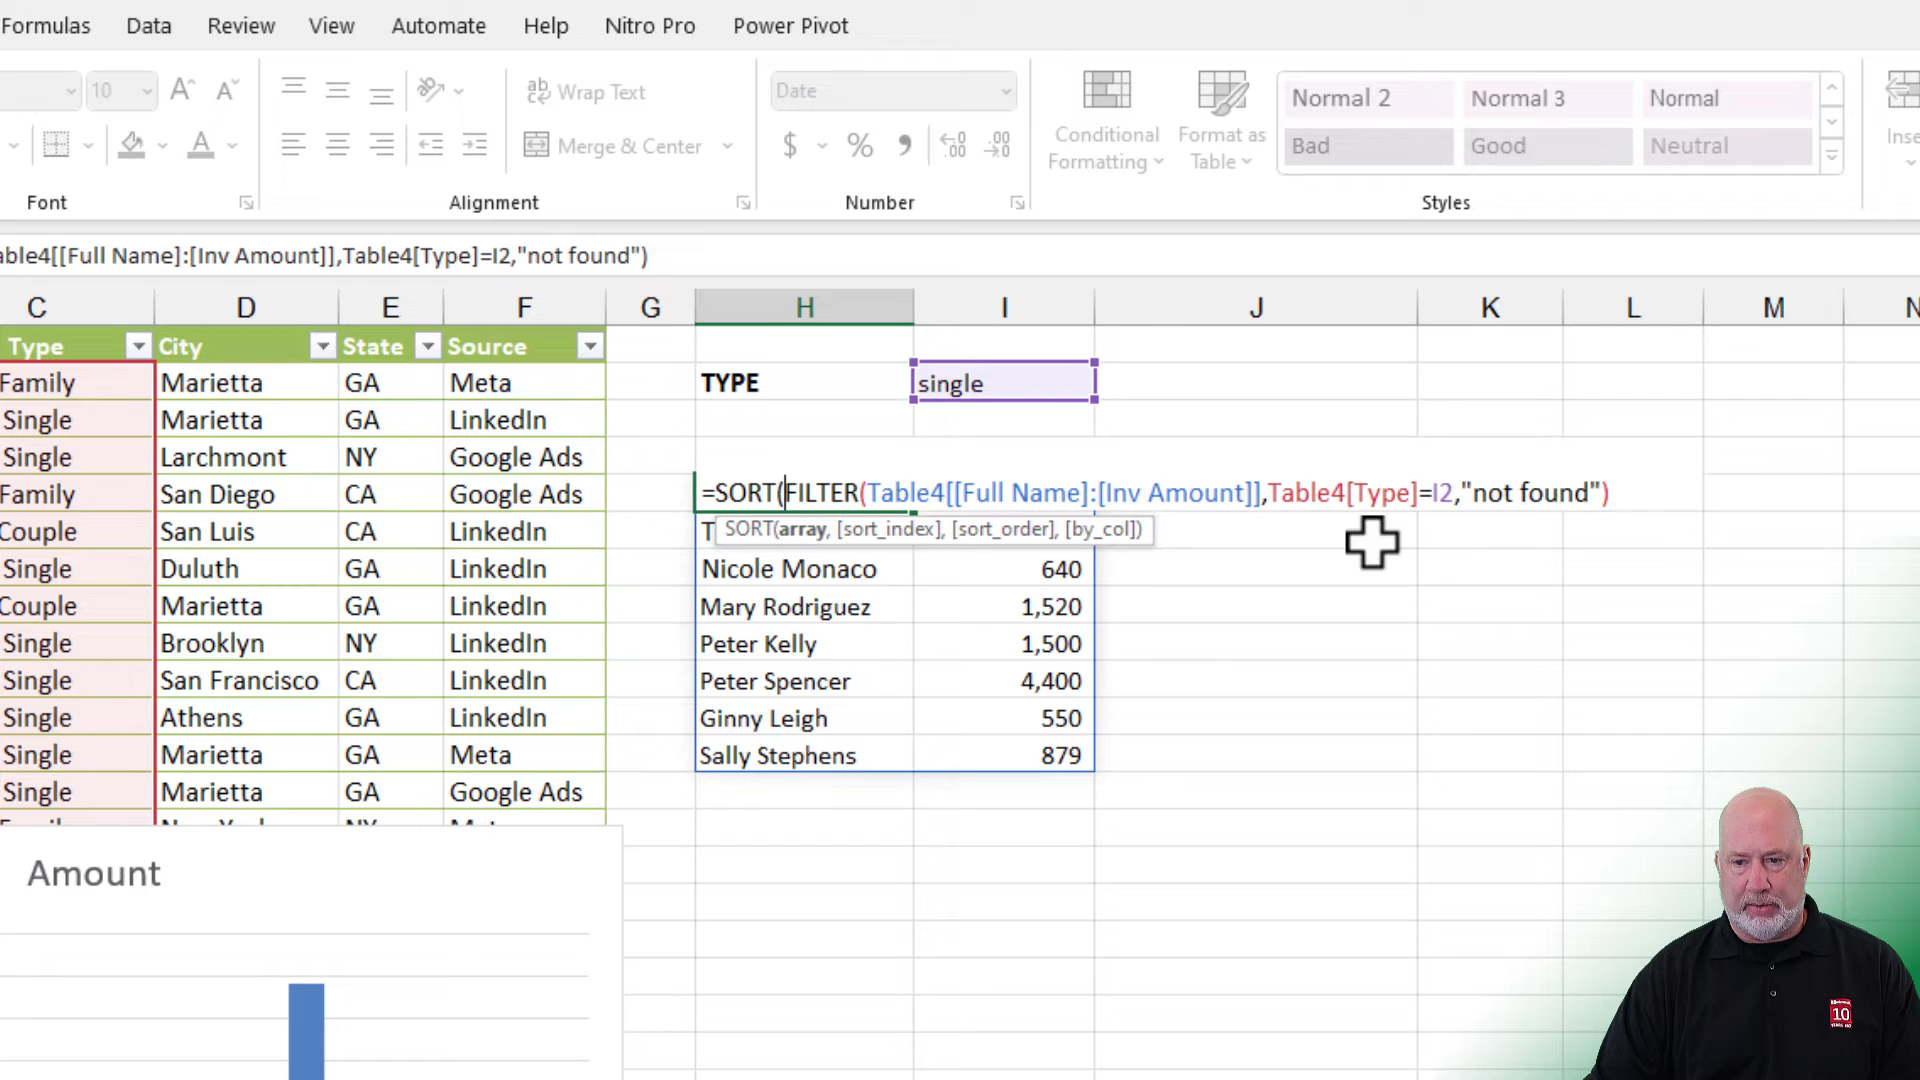 Formulas Data Review View Automate Help Nitro Pro Power Pivot
10 A A Wrap Text Date Conditional Formatting Format as Table Normal 2 Normal 3 Normal
A Merge & Center $ % , .00 Bad Good Neutral
Font Alignment Number Styles
able4[[Full Name]:[Inv Amount]],Table4[Type]=I2,"not found")
C D E F G H I J K L M N
Type City State Source
Family Marietta GA Meta TYPE single
Single Marietta GA LinkedIn
Single Larchmont NY Google Ads
Family San Diego CA Google Ads =SORT(FILTER(Table4[[Full Name]:[Inv Amount]],Table4[Type]=I2,"not found")
Couple San Luis CA LinkedIn T SORT(array, [sort_index], [sort_order], [by_col])
Single Duluth GA LinkedIn Nicole Monaco 640
Couple Marietta GA LinkedIn Mary Rodriguez 1,520
Single Brooklyn NY LinkedIn Peter Kelly 1,500
Single San Francisco CA LinkedIn Peter Spencer 4,400
Single Athens GA LinkedIn Ginny Leigh 550
Single Marietta GA Meta Sally Stephens 879
Single Marietta GA Google Ads
Amount
10